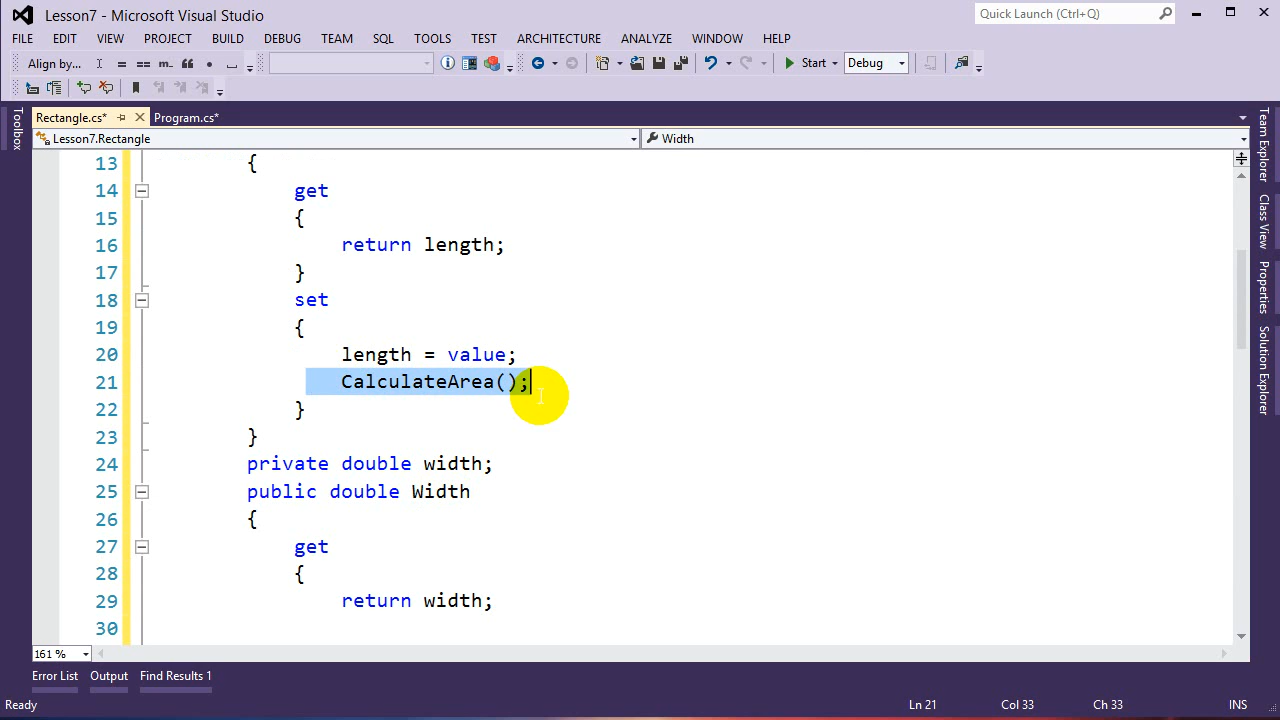 Lesson7 - Microsoft Visual Studio
Quick Launch (Ctrl+Q)
FILE EDIT VIEW PROJECT BUILD DEBUG TEAM SQL TOOLS TEST ARCHITECTURE ANALYZE WINDOW HELP
Align by... = == m.. Start Debug
Rectangle.cs* Program.cs*
Lesson7.Rectangle Width
Toolbox
13 {
14 get
15 {
16 return length;
17 }
18 set
19 {
20 length = value;
21 CalculateArea();
22 }
23 }
24 private double width;
25 public double Width
26 {
27 get
28 {
29 return width;
30
Team Explorer
Class View
Properties
Solution Explorer
161 %
Error List Output Find Results 1
Ready Ln 21 Col 33 Ch 33 INS